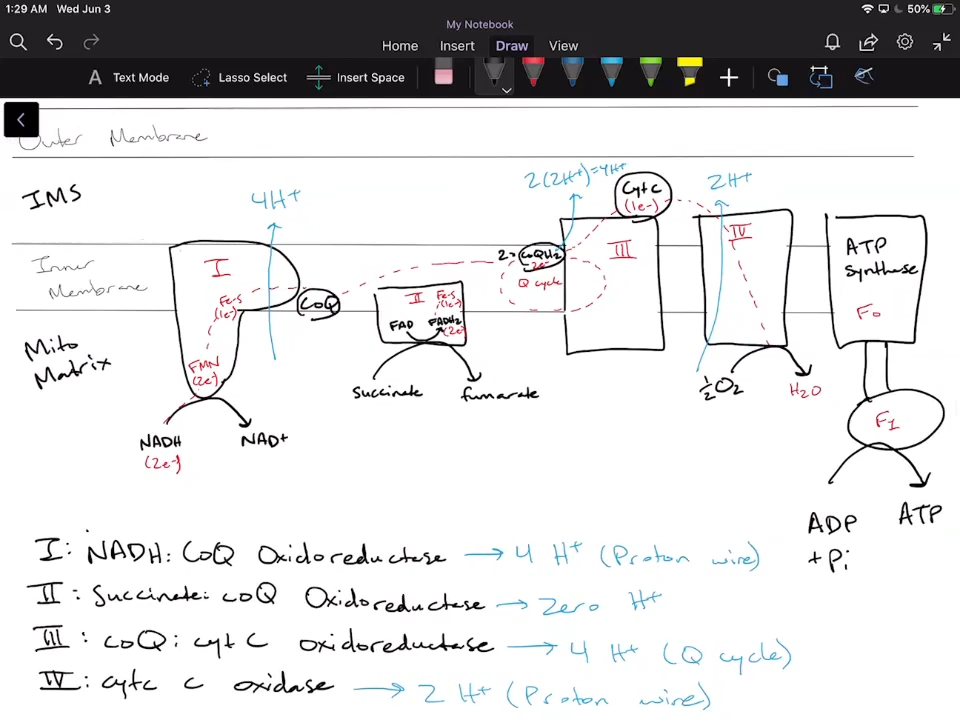 1:29 AM Wed Jun 3
50%
My Notebook
Home Insert Draw View
Text Mode Lasso Select Insert Space
Outer Membrane
IMS
4H+
2(2H+)=4H+
Cyt C
(1e-)
2H+
Inner
Membrane
I
Fe-S
(1e-)
CoQ
II
Fe-S
(1e-)
FAD FADH2
(2e-)
2x CoQH2
2e-
Q cycle
III
IV
ATP
synthase
F0
Mito
Matrix
FMN
(2e-)
succinate fumarate
½O2 H2O
F1
NADH NAD+
(2e-)
ADP ATP
+ Pi
I: NADH: CoQ Oxidoreductase → 4 H+ (Proton wire)
II: Succinate: coQ Oxidoreductase → Zero H+
III: coQ: cyt C oxidoreductase → 4 H+ (Q cycle)
IV: cytc c oxidase → 2 H+ (Proton wire)